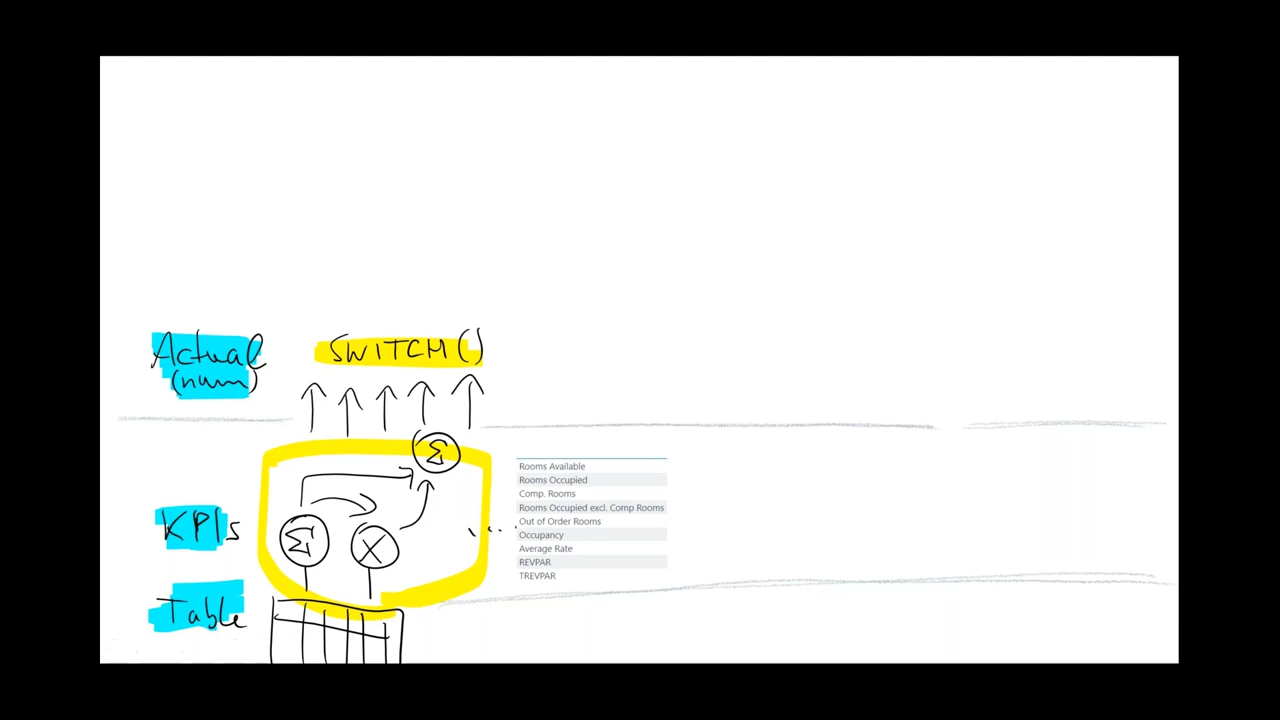 Actual
(num)
SWITCH()
Σ
KPIs
Σ
X
Rooms Available
Rooms Occupied
Comp. Rooms
Rooms Occupied excl. Comp Rooms
Out of Order Rooms
Occupancy
Average Rate
REVPAR
TREVPAR
Table